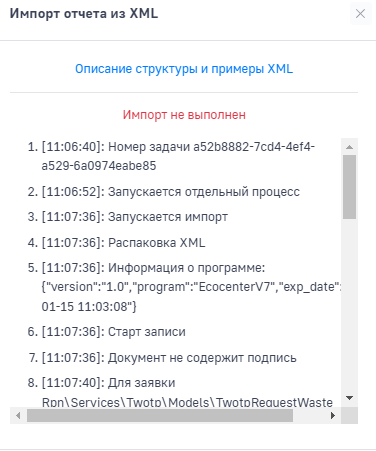 Импорт отчета из XML
Описание структуры и примеры XML
Импорт не выполнен
1. [11:06:40]: Номер задачи a52b8882-7cd4-4ef4-
a529-6a0974eabe85
2. [11:06:52]: Запускается отдельный процесс
3. [11:07:36]: Запускается импорт
4. [11:07:36]: Распаковка XML
5. [11:07:36]: Информация о программе:
{"version":"1.0","program":"EcocenterV7","exp_date":
01-15 11:03:08"}
6. [11:07:36]: Старт записи
7. [11:07:36]: Документ не содержит подпись
8. [11:07:40]: Для заявки
Rpn\Services\Twotp\Models\TwotpRequestWaste